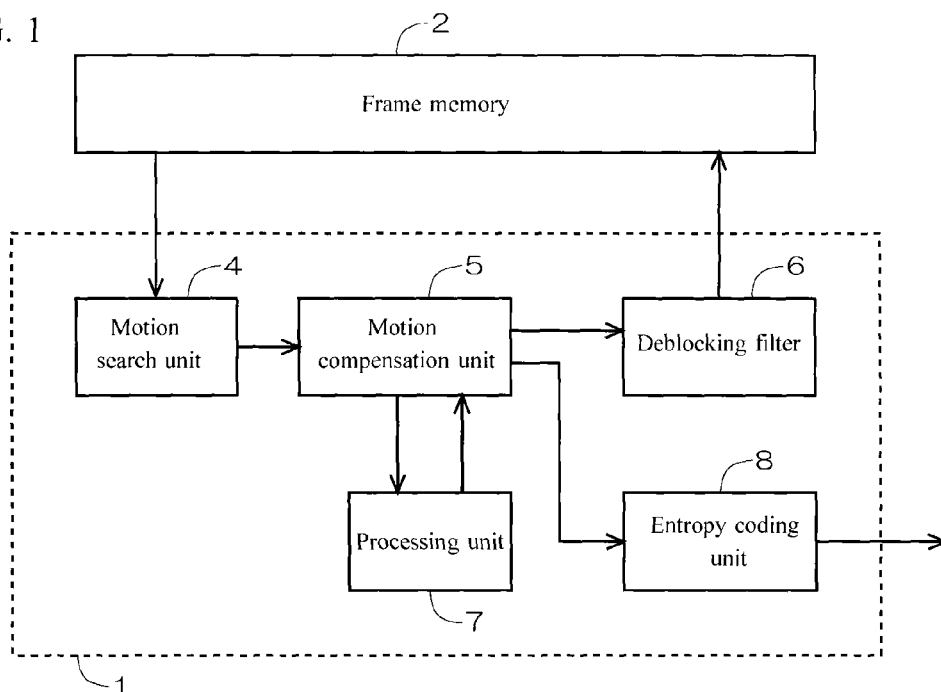 G. 1
2
Frame memory
4
5
6
Motion
search unit
Motion
compensation unit
Deblocking filter
8
Processing unit
Entropy coding
unit
7
1